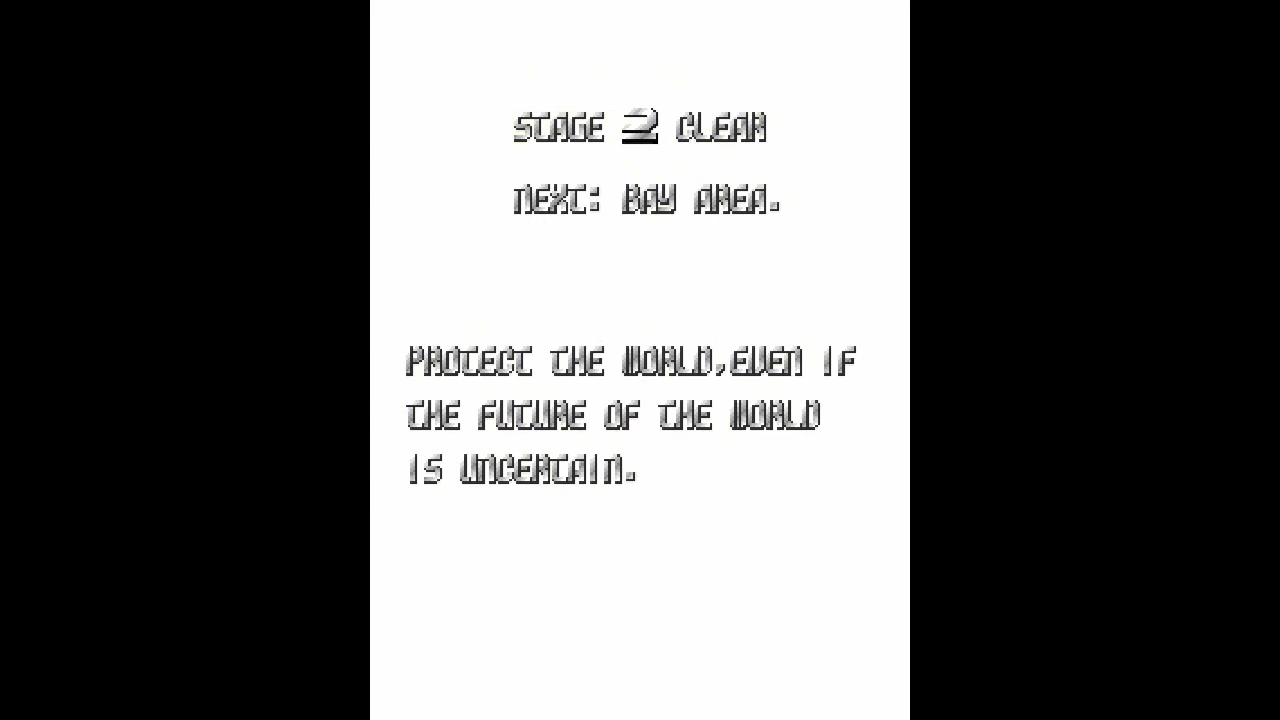 STAGE 2 CLEAR
NEXT: BAY AREA.
PROTECT THE WORLD,EVEN IF
THE FUTURE OF THE WORLD
IS UNCERTAIN.